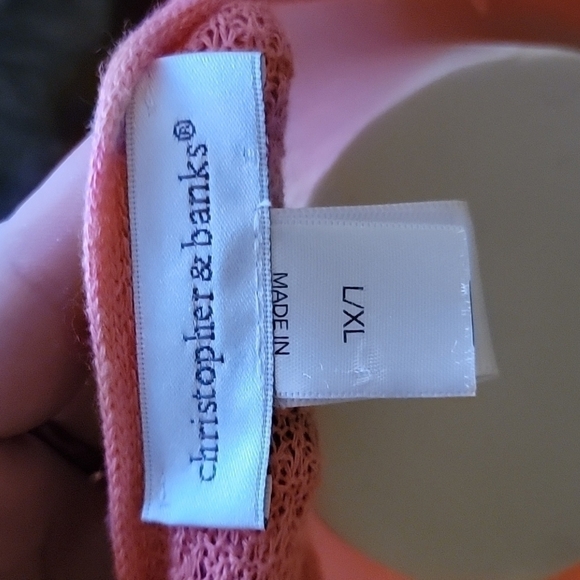 christopher & banks®
L/XL
MADE IN